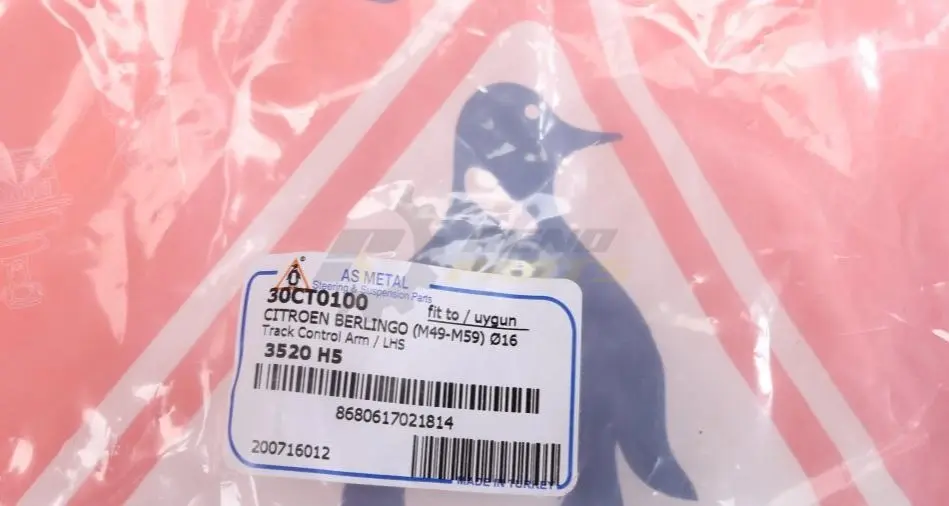 AS METAL
Steering & Suspension Parts
30CT0100
fit to / uygun
CITROEN BERLINGO (M49-M59) Ø16
Track Control Arm / LHS
3520 H5
8680617021814
200716012
MADE IN TURKEY